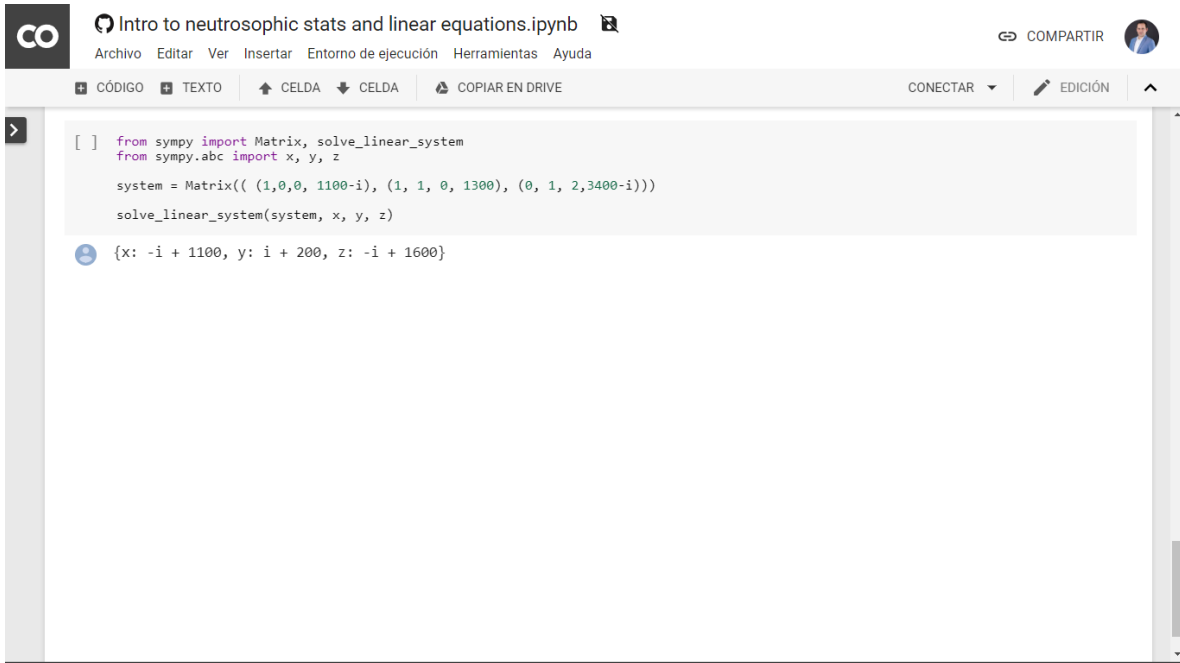 CO
Intro to neutrosophic stats and linear equations.ipynb
COMPARTIR
Archivo Editar Ver Insertar Entorno de ejecución Herramientas Ayuda
CÓDIGO TEXTO CELDA CELDA COPIAR EN DRIVE CONECTAR EDICIÓN
[ ] from sympy import Matrix, solve_linear_system
from sympy.abc import x, y, z
system = Matrix(( (1,0,0, 1100-i), (1, 1, 0, 1300), (0, 1, 2,3400-i)))
solve_linear_system(system, x, y, z)
{x: -i + 1100, y: i + 200, z: -i + 1600}